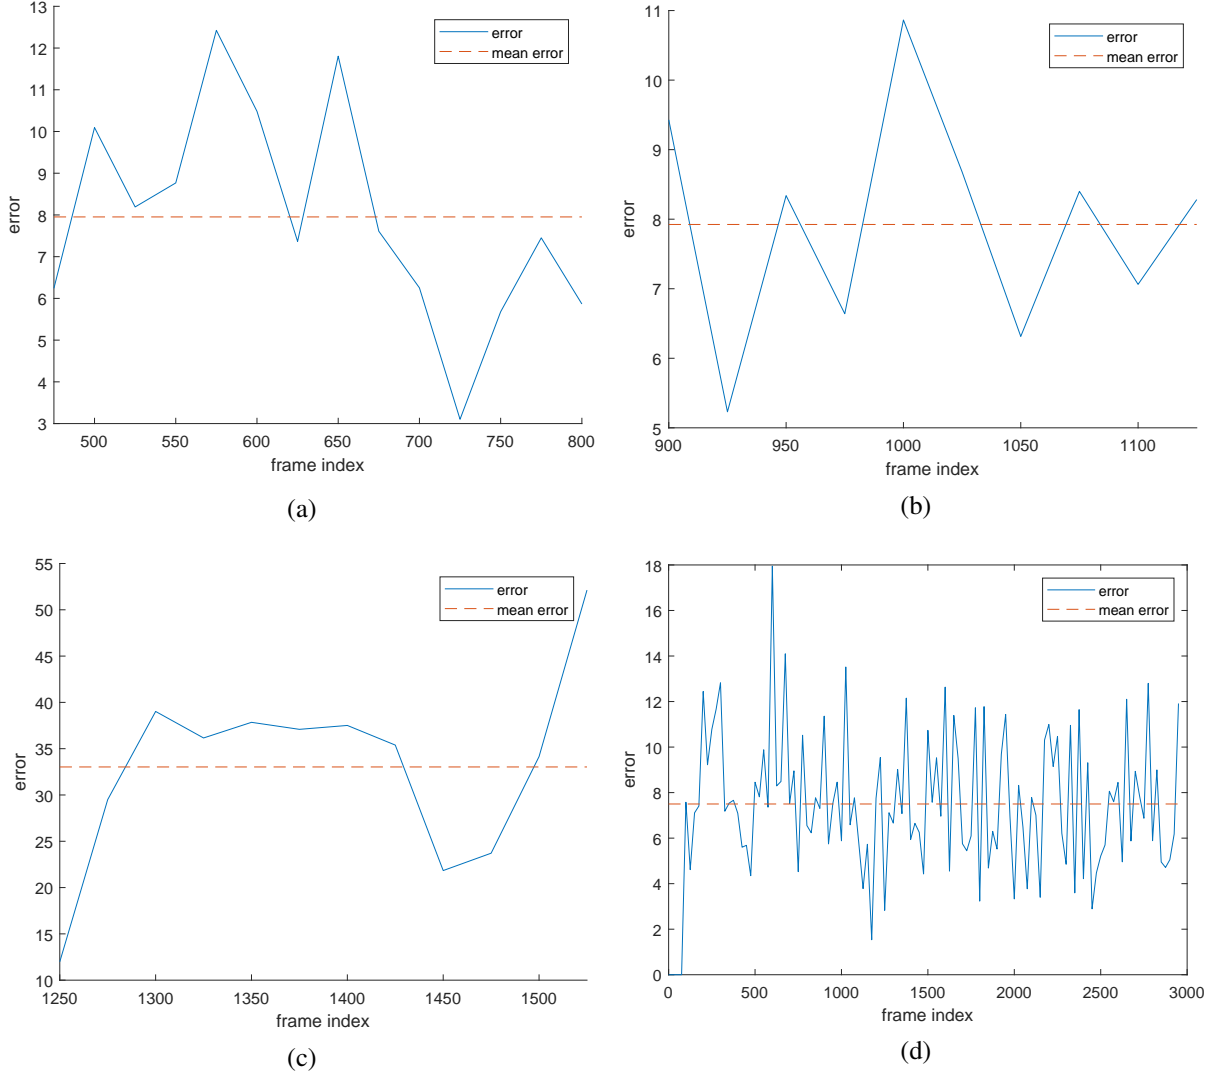 13
12
11
10
9
8
7
6
5
4
3
error
500 550 600 650 700 750 800
frame index
error
mean error
(a)
11
10
9
8
7
6
5
error
900 950 1000 1050 1100
frame index
error
mean error
(b)
55
50
45
40
35
30
25
20
15
10
error
1250 1300 1350 1400 1450 1500
frame index
error
mean error
(c)
18
16
14
12
10
8
6
4
2
0
error
0 500 1000 1500 2000 2500 3000
frame index
error
mean error
(d)